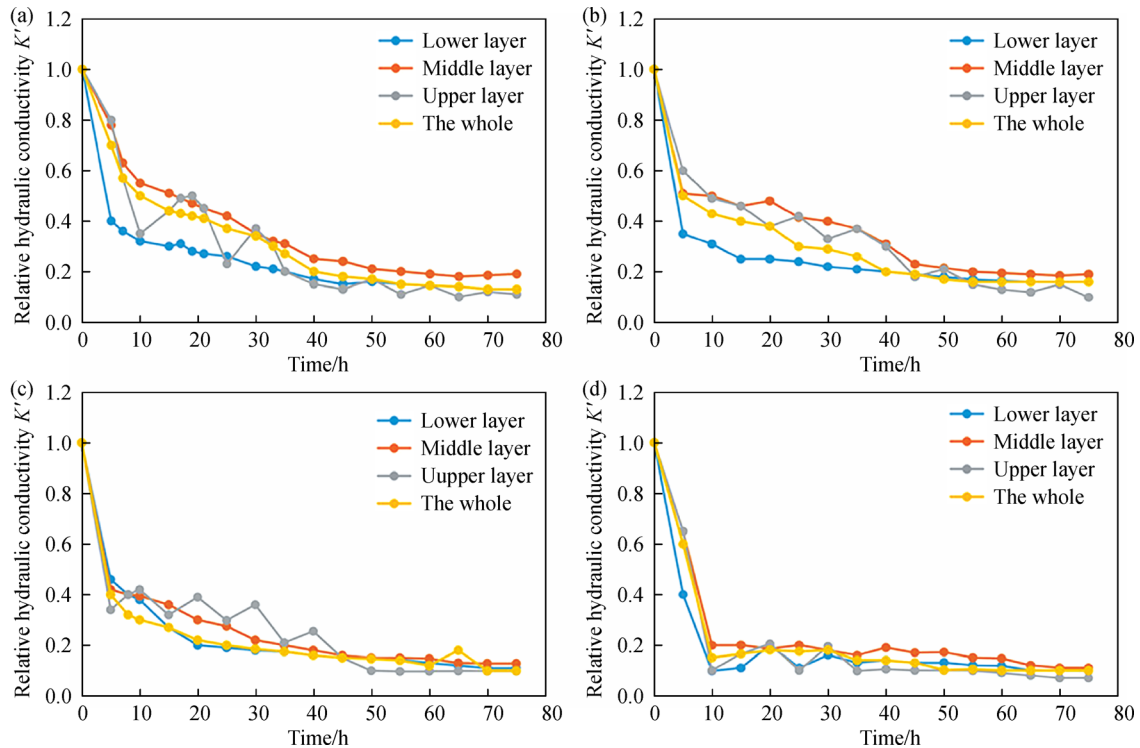 (a)
Relative hydraulic conductivity K′
1.2
1.0
0.8
0.6
0.4
0.2
0.0
Lower layer
Middle layer
Upper layer
The whole
0 10 20 30 40 50 60 70 80
Time/h
(b)
Relative hydraulic conductivity K′
1.2
1.0
0.8
0.6
0.4
0.2
0.0
Lower layer
Middle layer
Upper layer
The whole
0 10 20 30 40 50 60 70 80
Time/h
(c)
Relative hydraulic conductivity K′
1.2
1.0
0.8
0.6
0.4
0.2
0.0
Lower layer
Middle layer
Uupper layer
The whole
0 10 20 30 40 50 60 70 80
Time/h
(d)
Relative hydraulic conductivity K′
1.2
1.0
0.8
0.6
0.4
0.2
0.0
Lower layer
Middle layer
Upper layer
The whole
0 10 20 30 40 50 60 70 80
Time/h